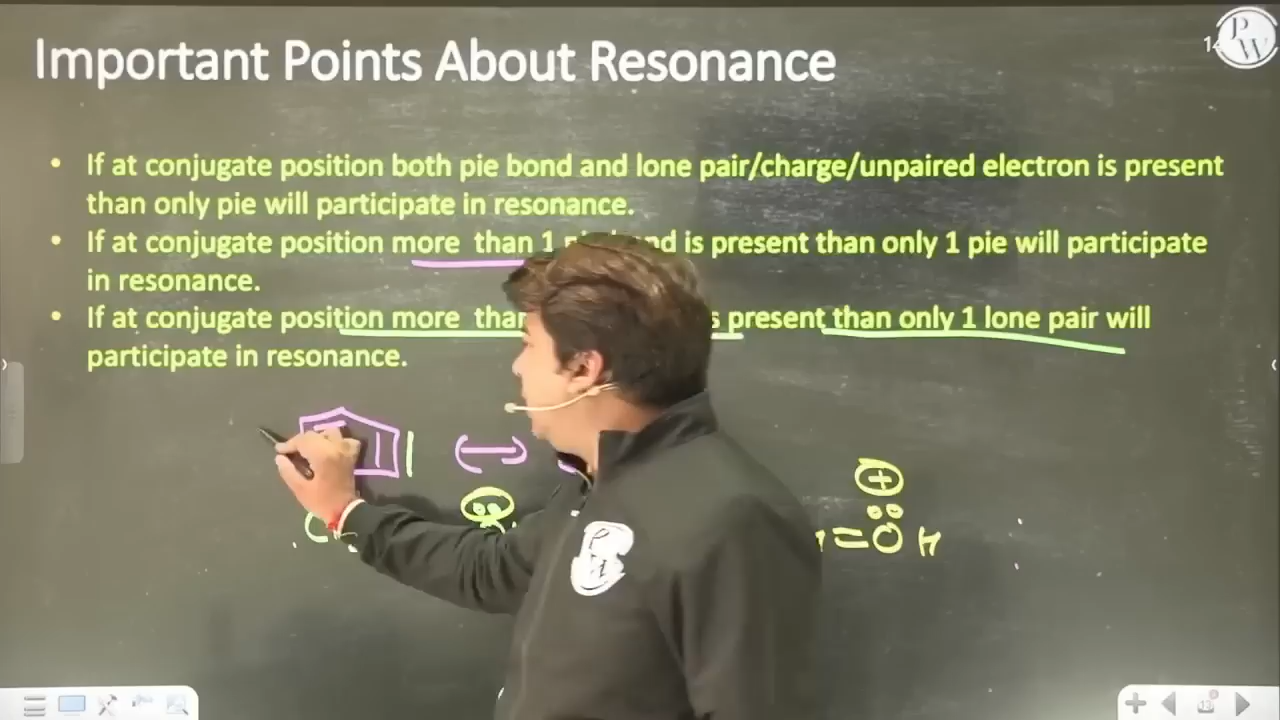 Important Points About Resonance
P
W
• If at conjugate position both pie bond and lone pair/charge/unpaired electron is present
than only pie will participate in resonance.
• If at conjugate position more than 1 is present than only 1 pie will participate
in resonance.
• If at conjugate position more than present than only 1 lone pair will
participate in resonance.
=O H